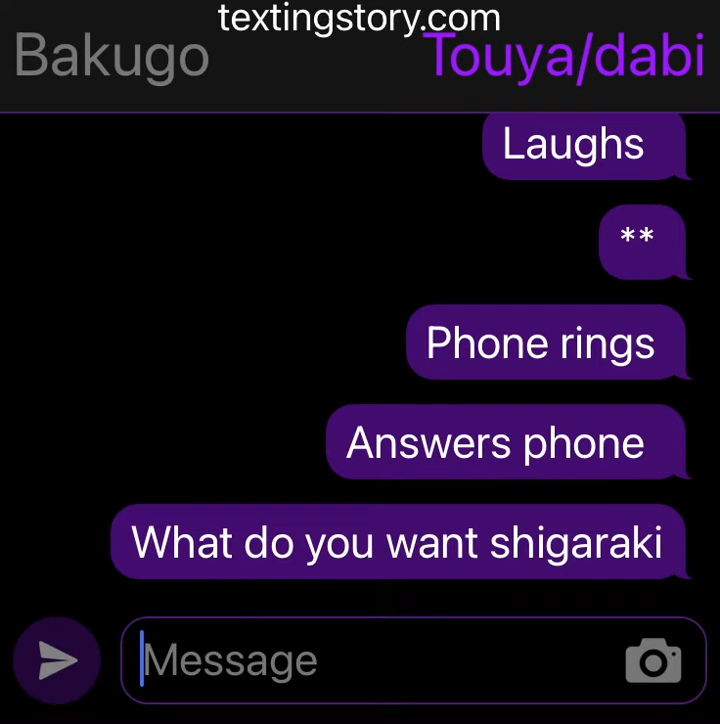 textingstory.com
Bakugo
Touya/dabi
Laughs
**
Phone rings
Answers phone
What do you want shigaraki
Message